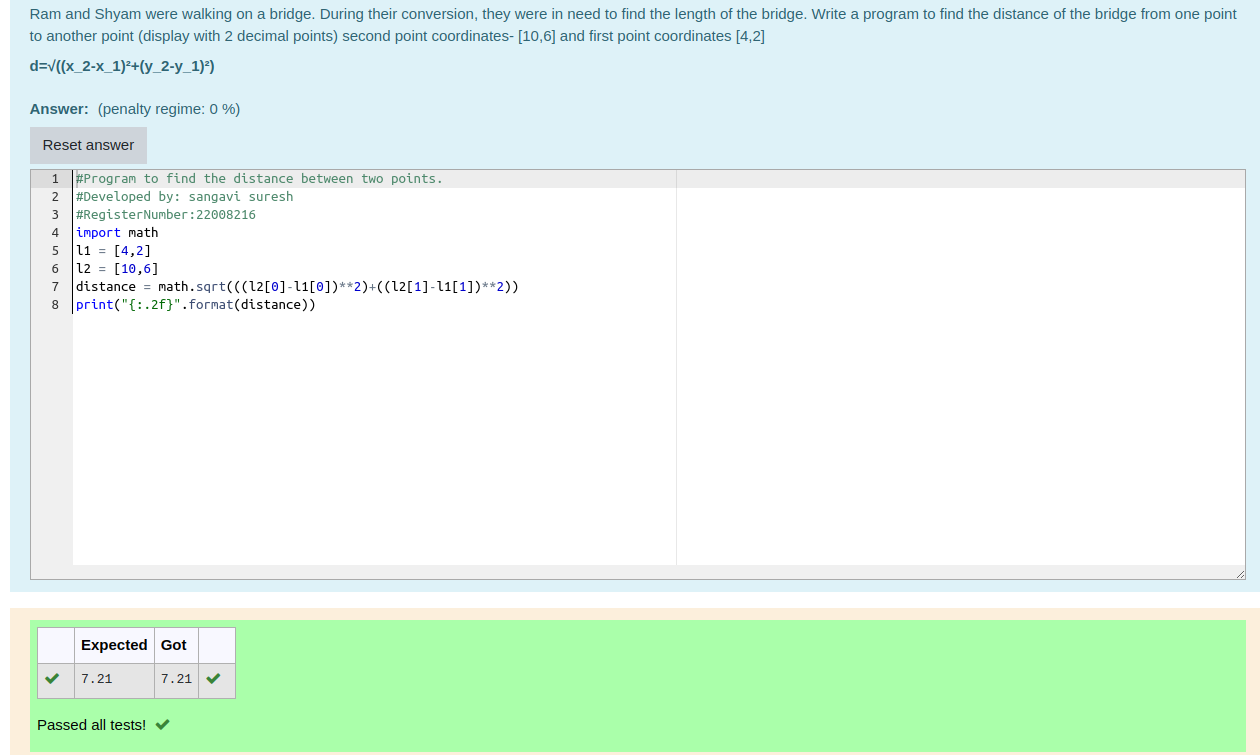 Ram and Shyam were walking on a bridge. During their conversion, they were in need to find the length of the bridge. Write a program to find the distance of the bridge from one point
to another point (display with 2 decimal points) second point coordinates- [10,6] and first point coordinates [4,2]
d=√((x_2-x_1)²+(y_2-y_1)²)
Answer: (penalty regime: 0 %)
Reset answer
1 #Program to find the distance between two points.
2 #Developed by: sangavi suresh
3 #RegisterNumber:22008216
4 import math
5 l1 = [4,2]
6 l2 = [10,6]
7 distance = math.sqrt(((l2[0]-l1[0])**2)+((l2[1]-l1[1])**2))
8 print("{:.2f}".format(distance))
Expected Got
7.21 7.21
Passed all tests!